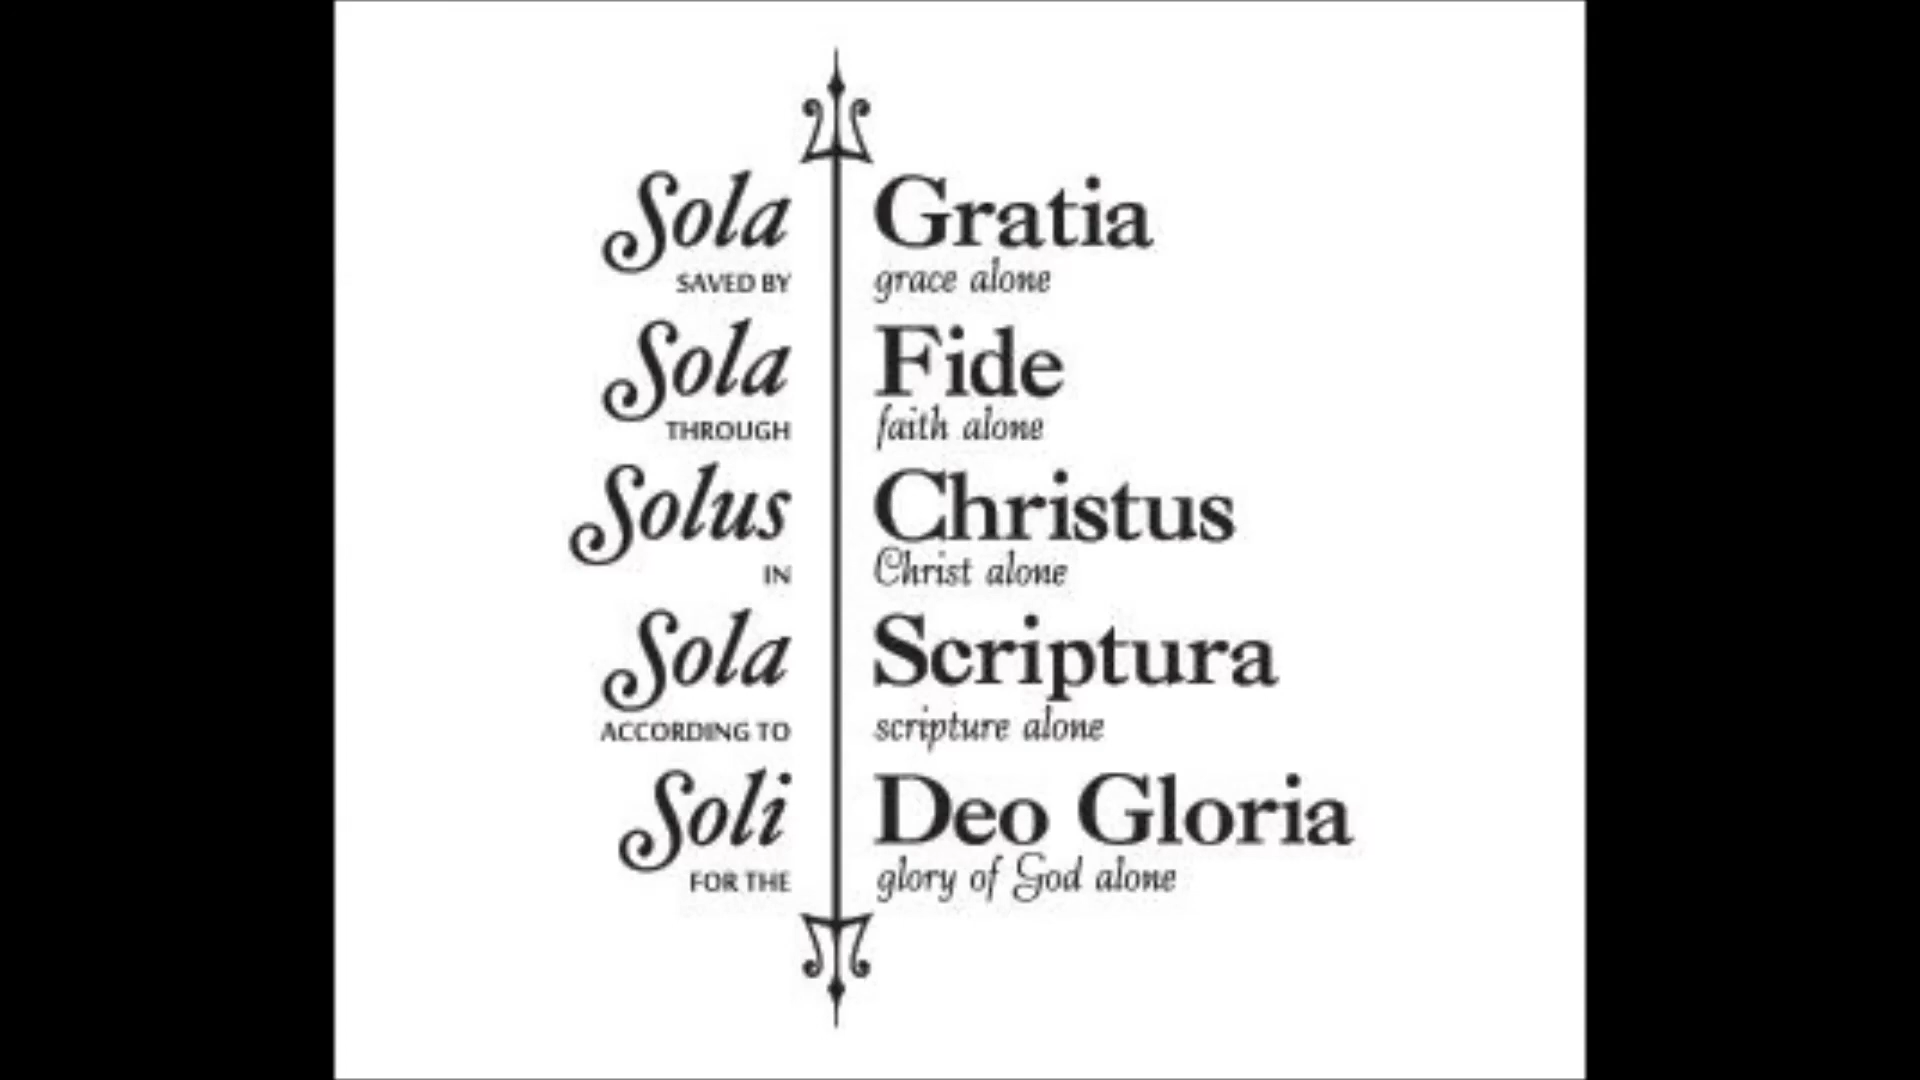 Sola Gratia
SAVED BY grace alone
Sola Fide
THROUGH faith alone
Solus Christus
IN Christ alone
Sola Scriptura
ACCORDING TO scripture alone
Soli Deo Gloria
FOR THE glory of God alone